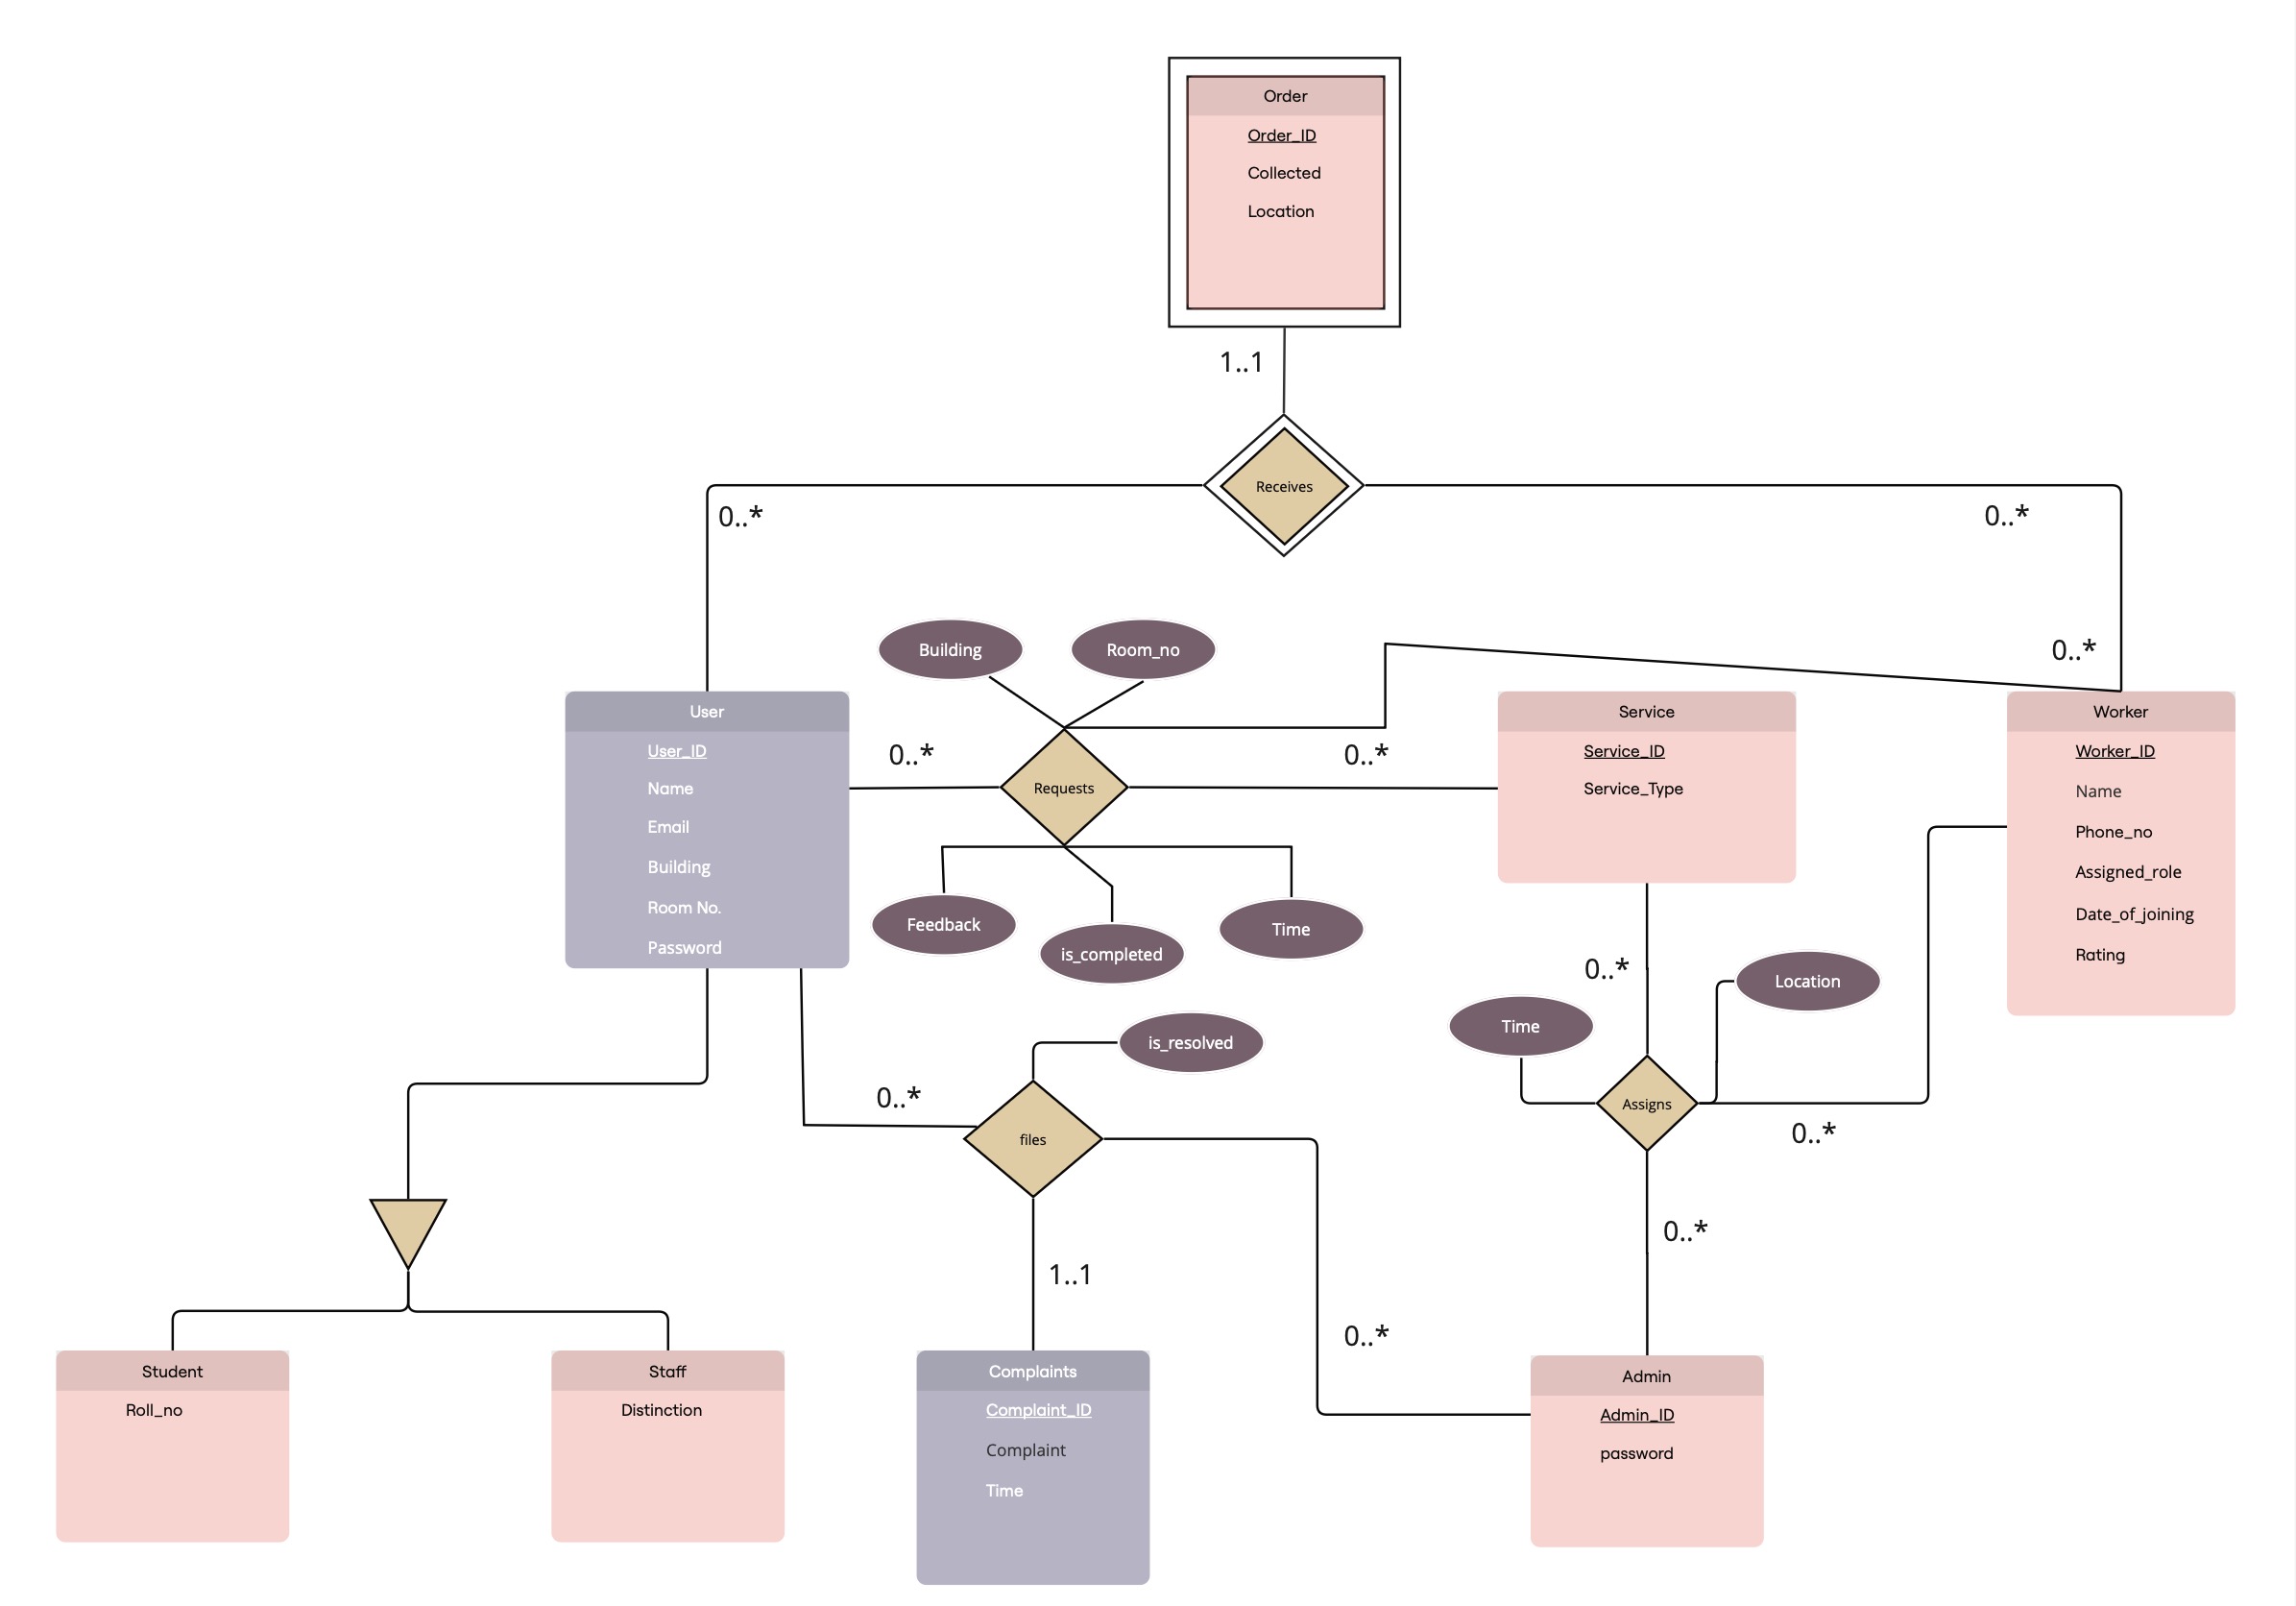 Order
Order_ID
Collected
Location
1..1
Receives
0..*
0..*
Building
Room_no
0..*
User
User_ID
Name
Email
Building
Room No.
Password
0..*
Requests
0..*
Service
Service_ID
Service_Type
Worker
Worker_ID
Name
Phone_no
Assigned_role
Date_of_joining
Rating
Feedback
is_completed
Time
0..*
Location
Time
is_resolved
0..*
files
Assigns
0..*
0..*
1..1
0..*
Student
Roll_no
Staff
Distinction
Complaints
Complaint_ID
Complaint
Time
Admin
Admin_ID
password